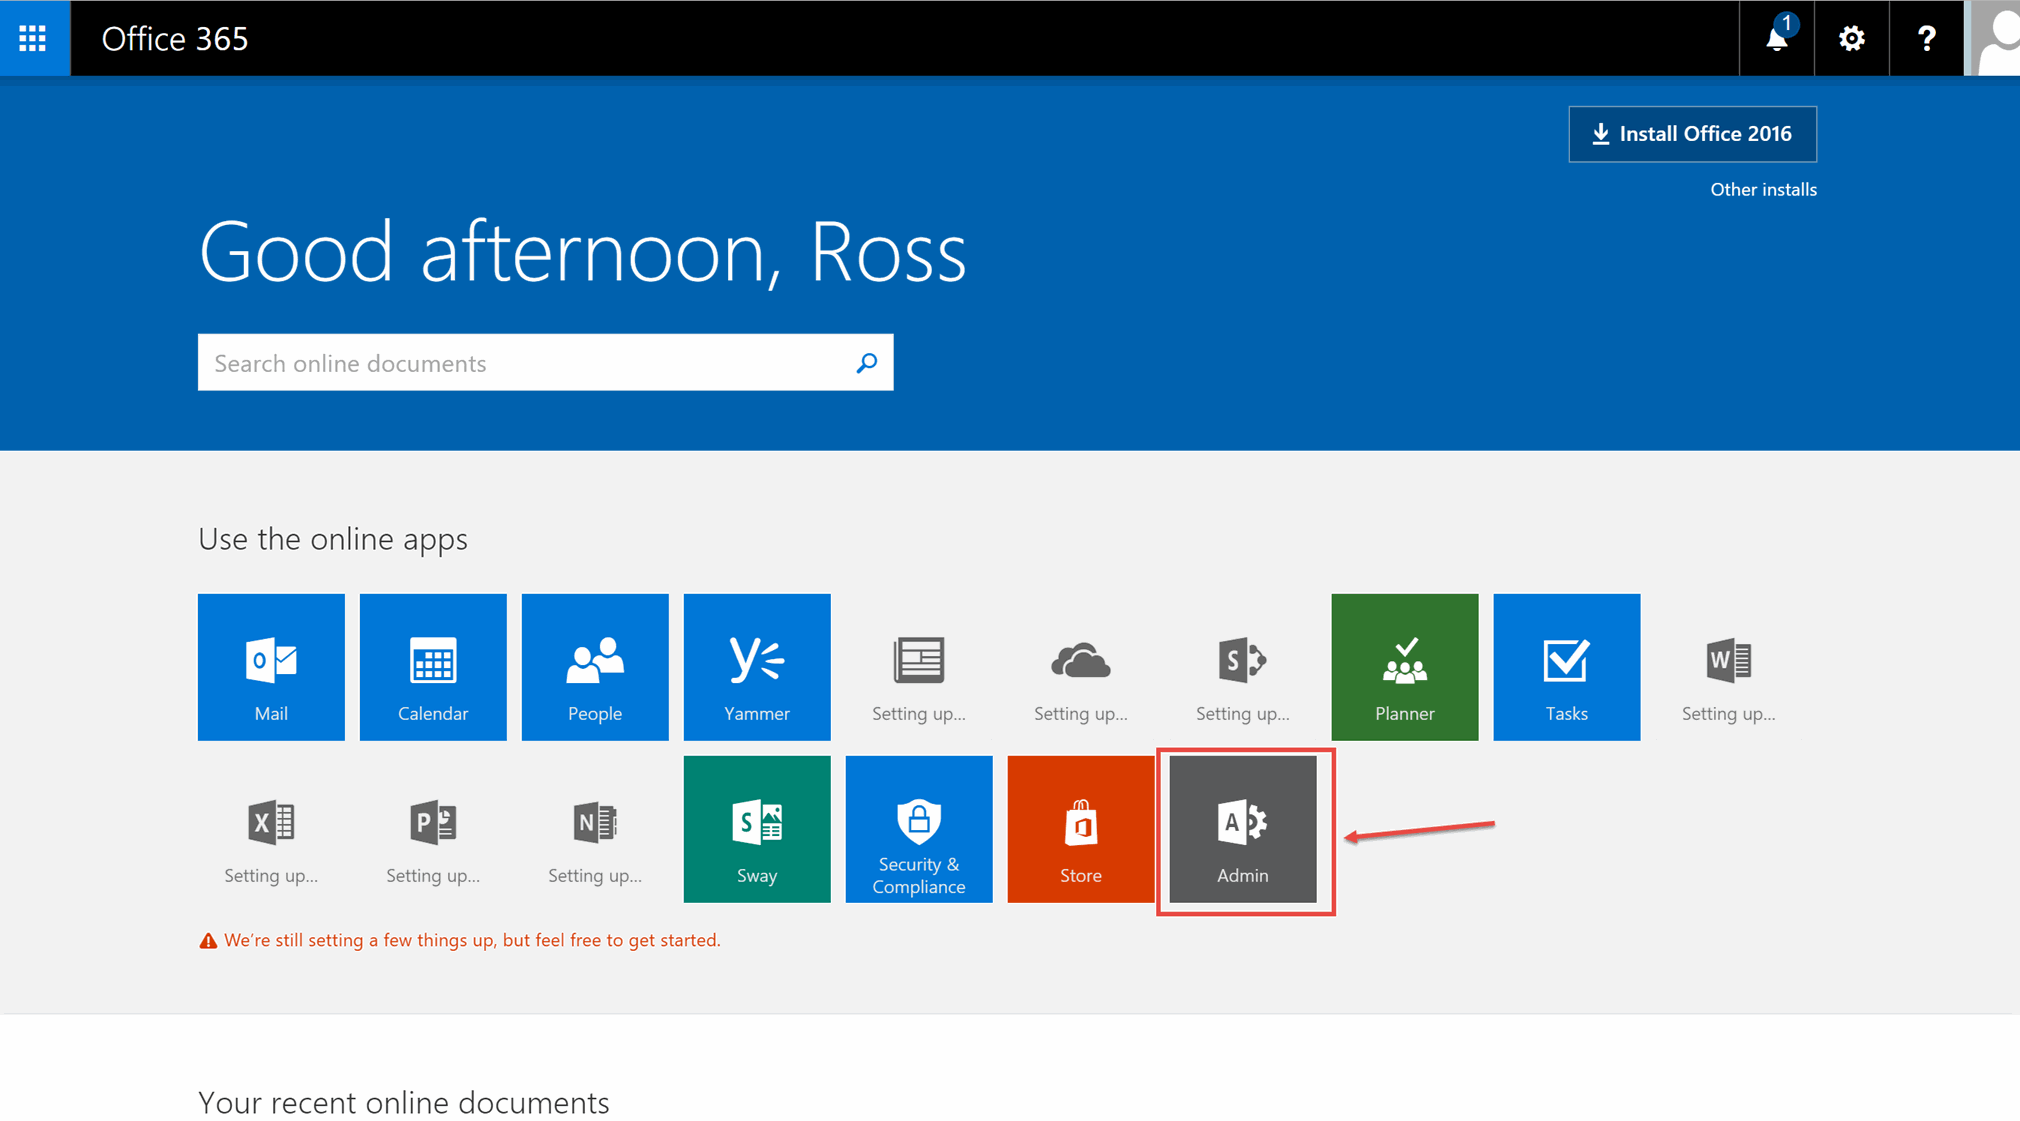 Office 365
1
?
Install Office 2016
Other installs
Good afternoon, Ross
Search online documents
Use the online apps
Mail
Calendar
People
Yammer
Setting up...
Setting up...
S
Setting up...
Planner
Tasks
W
Setting up...
X
Setting up...
P
Setting up...
N
Setting up...
S
Sway
Security &
Compliance
Store
A
Admin
We're still setting a few things up, but feel free to get started.
Your recent online documents